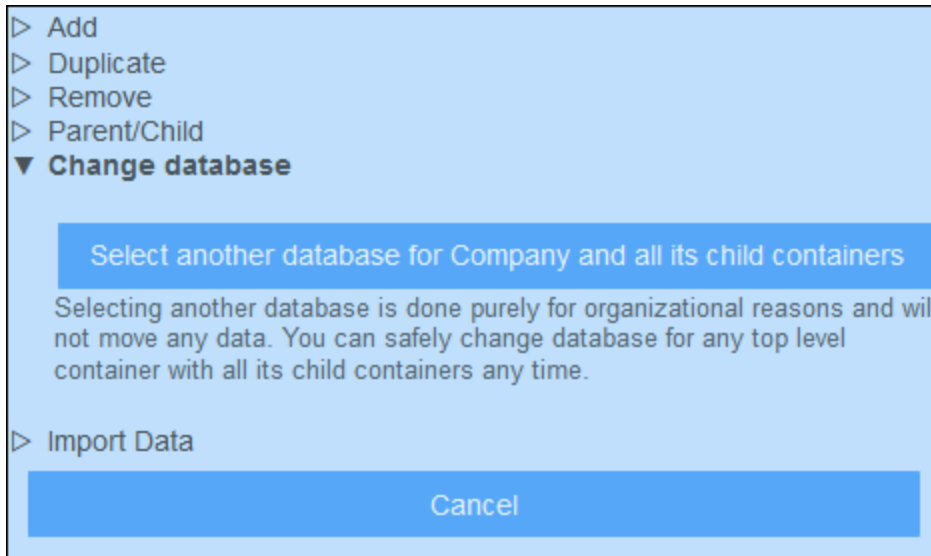 Add
Duplicate
Remove
Parent/Child
Change database
Select another database for Company and all its child containers
Selecting another database is done purely for organizational reasons and wil
not move any data. You can safely change database for any top level
container with all its child containers any time.
Import Data
Cancel